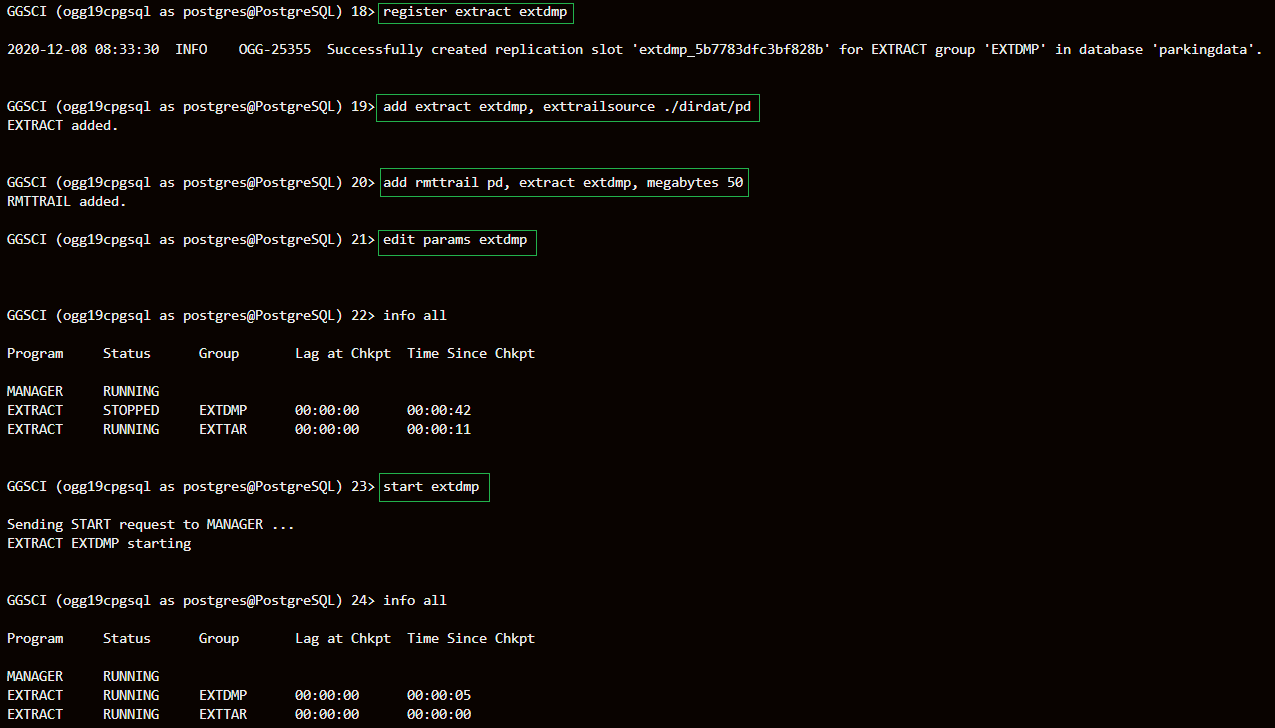 GGSCI (ogg19cpgsql as postgres@PostgreSQL) 18> register extract extdmp
2020-12-08 08:33:30  INFO    OGG-25355  Successfully created replication slot 'extdmp_5b7783dfc3bf828b' for EXTRACT group 'EXTDMP' in database 'parkingdata'.
GGSCI (ogg19cpgsql as postgres@PostgreSQL) 19> add extract extdmp, exttrailsource ./dirdat/pd
EXTRACT added.
GGSCI (ogg19cpgsql as postgres@PostgreSQL) 20> add rmttrail pd, extract extdmp, megabytes 50
RMTTRAIL added.
GGSCI (ogg19cpgsql as postgres@PostgreSQL) 21> edit params extdmp
GGSCI (ogg19cpgsql as postgres@PostgreSQL) 22> info all
Program     Status      Group       Lag at Chkpt  Time Since Chkpt
MANAGER     RUNNING
EXTRACT     STOPPED     EXTDMP      00:00:00      00:00:42
EXTRACT     RUNNING     EXTTAR      00:00:00      00:00:11
GGSCI (ogg19cpgsql as postgres@PostgreSQL) 23> start extdmp
Sending START request to MANAGER ...
EXTRACT EXTDMP starting
GGSCI (ogg19cpgsql as postgres@PostgreSQL) 24> info all
Program     Status      Group       Lag at Chkpt  Time Since Chkpt
MANAGER     RUNNING
EXTRACT     RUNNING     EXTDMP      00:00:00      00:00:05
EXTRACT     RUNNING     EXTTAR      00:00:00      00:00:00